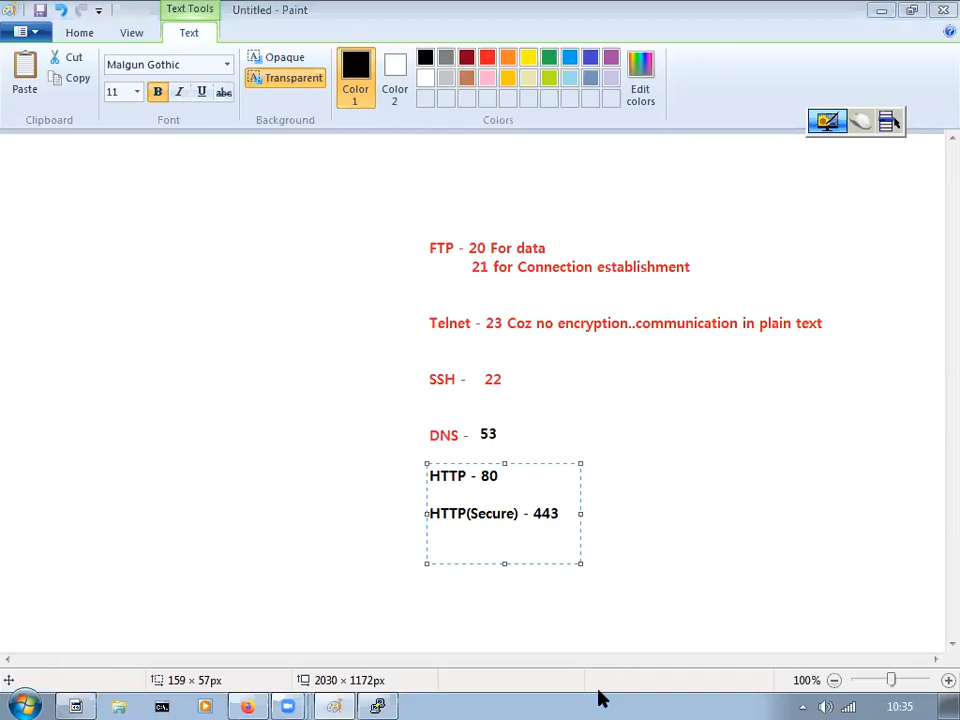 Text Tools
Untitled - Paint
Home
View
Text
Paste
Cut
Copy
Clipboard
Malgun Gothic
11
B
I
U
abc
Font
Opaque
Transparent
Background
Color 1
Color 2
Edit colors
Colors
FTP - 20 For data
21 for Connection establishment
Telnet - 23 Coz no encryption..communication in plain text
SSH - 22
DNS - 53
HTTP - 80
HTTP(Secure) - 443
159 × 57px
2030 × 1172px
100%
10:35